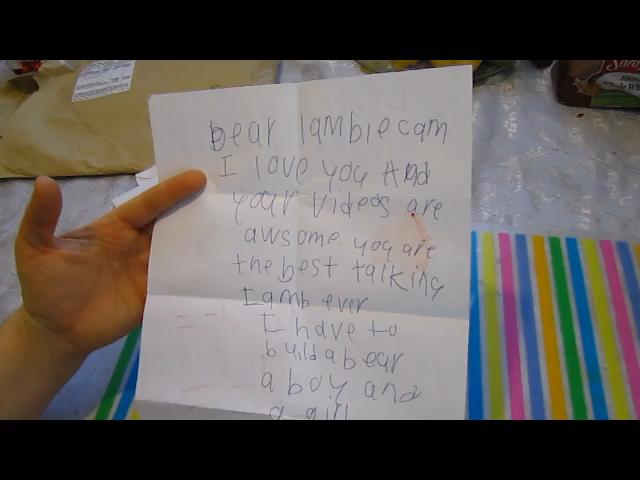 Dear lambiecam
I love you And
your videos are
awsome. you are
the best talking
Lamb ever
I have to
build a bear
a boy and
a girl